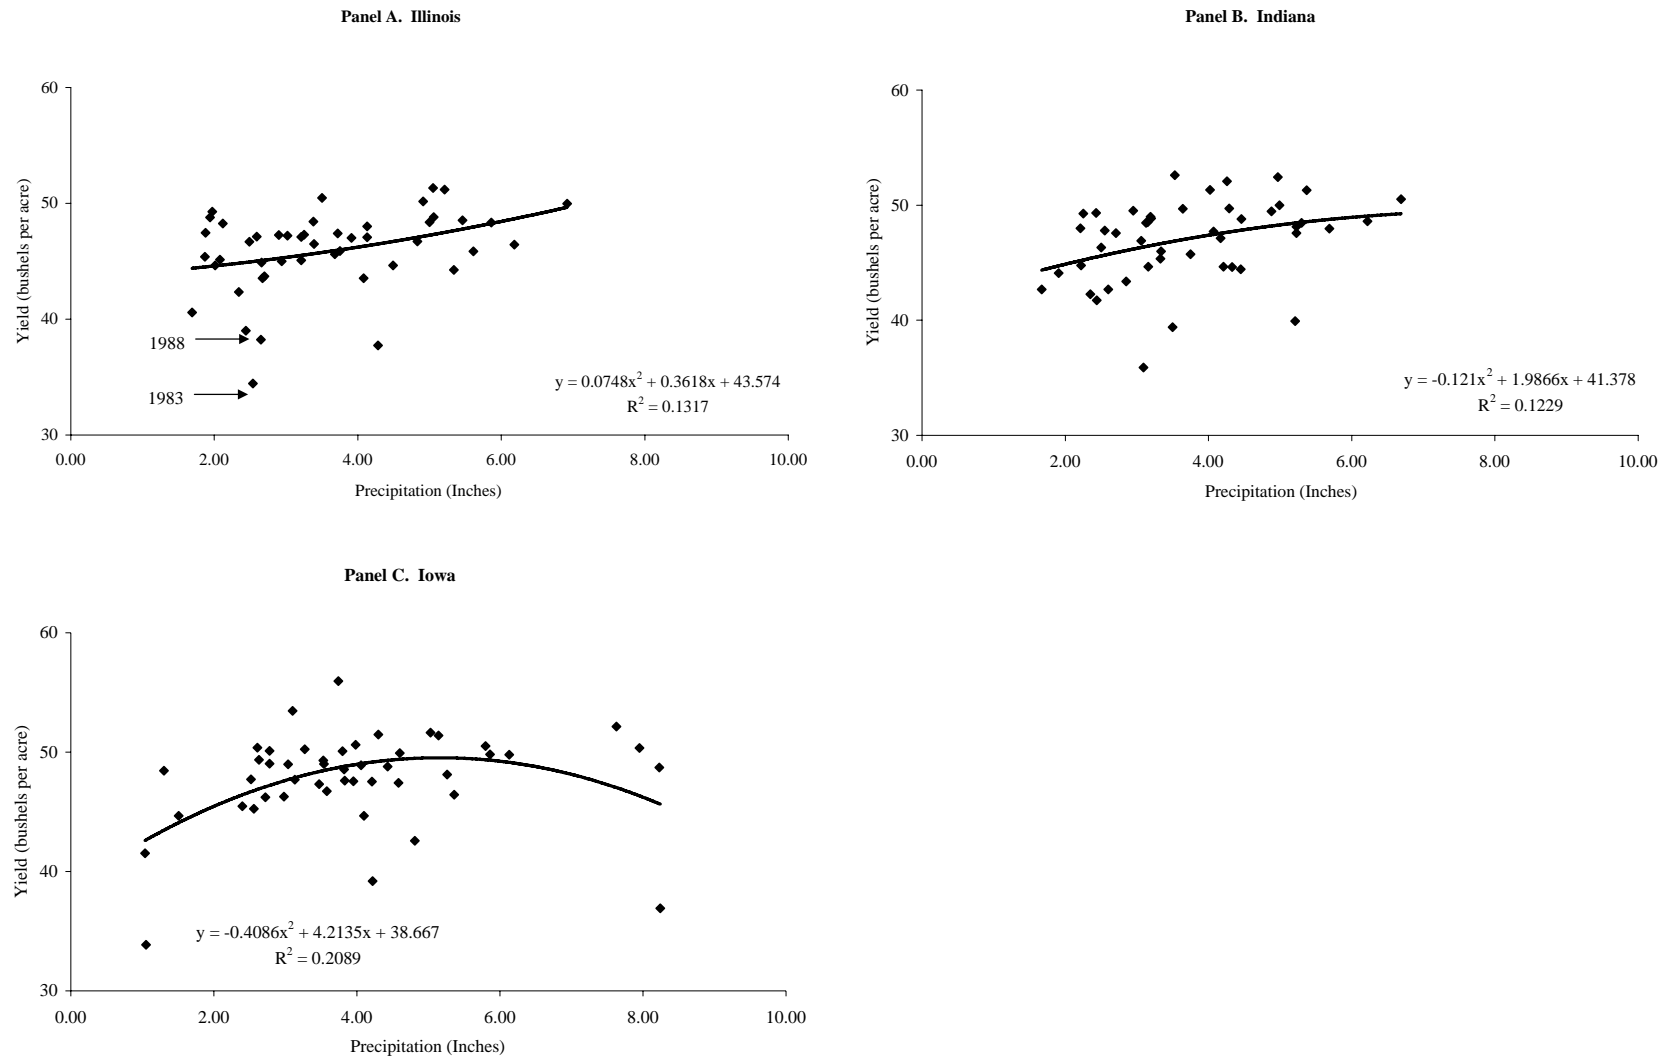 Panel A.  Illinois
60
50
40
30
Yield (bushels per acre)
1988
1983
y = 0.0748x² + 0.3618x + 43.574
R² = 0.1317
0.00 2.00 4.00 6.00 8.00 10.00
Precipitation (Inches)
Panel B.  Indiana
60
50
40
30
Yield (bushels per acre)
y = -0.121x² + 1.9866x + 41.378
R² = 0.1229
0.00 2.00 4.00 6.00 8.00 10.00
Precipitation (Inches)
Panel C.  Iowa
60
50
40
30
Yield (bushels per acre)
y = -0.4086x² + 4.2135x + 38.667
R² = 0.2089
0.00 2.00 4.00 6.00 8.00 10.00
Precipitation (Inches)